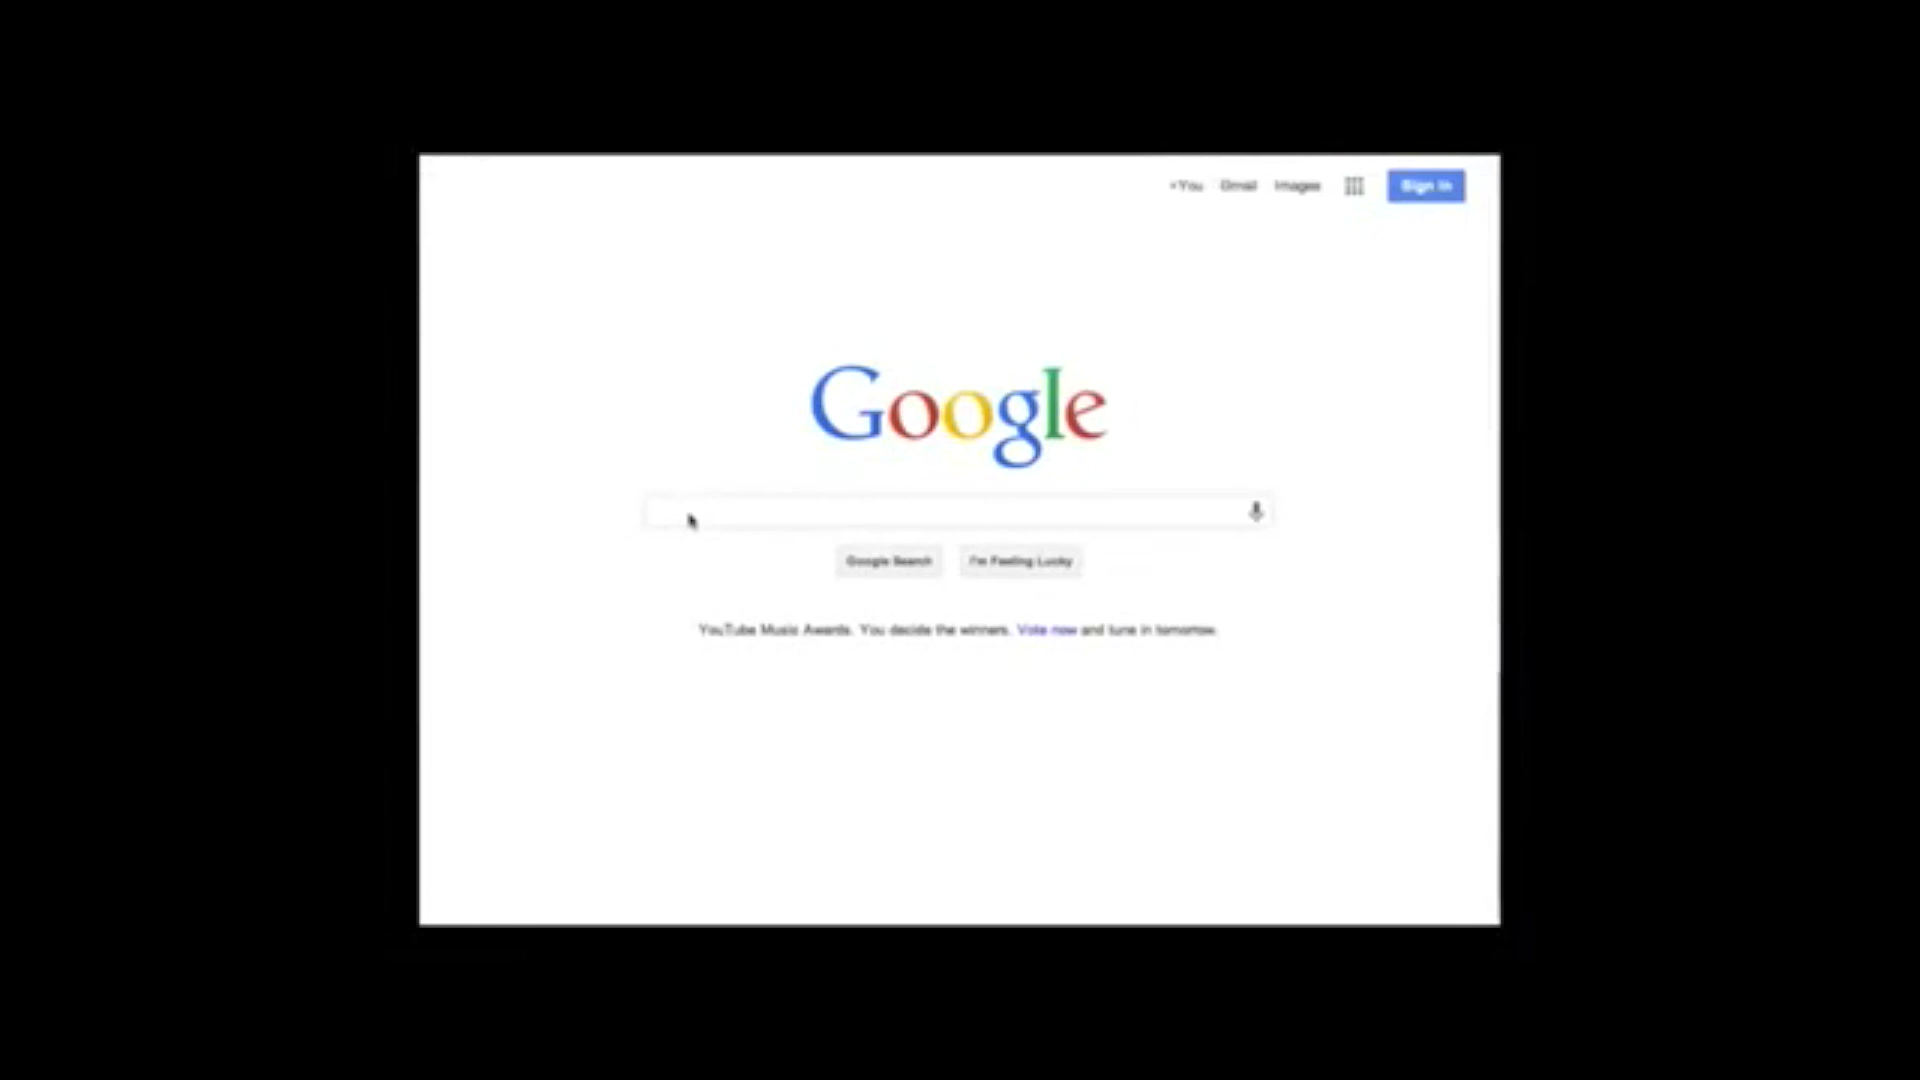 +You Gmail Images Sign in
Google
Google Search I'm Feeling Lucky
YouTube Music Awards. You decide the winners. Vote now and tune in tomorrow.